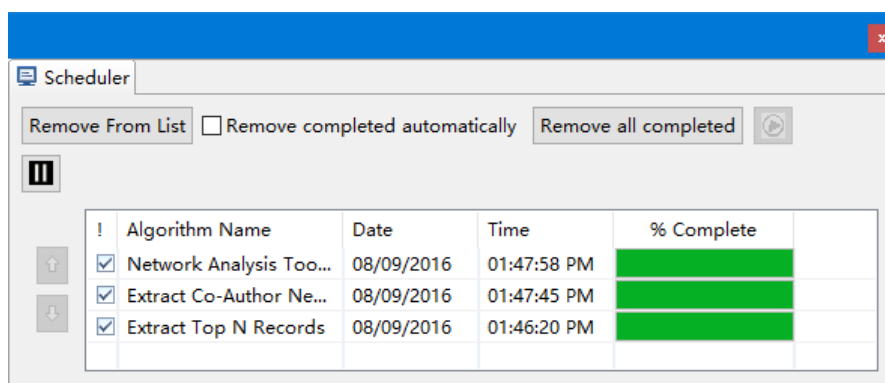 x
Scheduler
Remove From List Remove completed automatically Remove all completed
! Algorithm Name Date Time % Complete
Network Analysis Too... 08/09/2016 01:47:58 PM
Extract Co-Author Ne... 08/09/2016 01:47:45 PM
Extract Top N Records 08/09/2016 01:46:20 PM